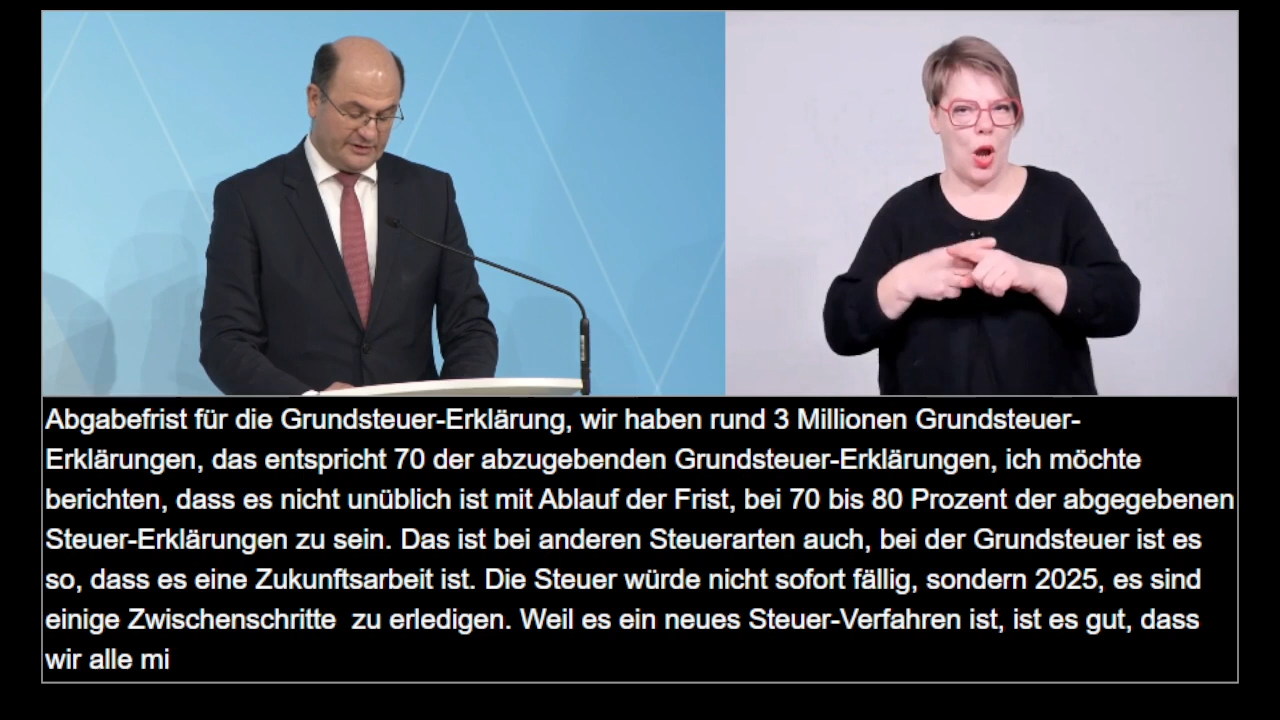 Abgabefrist für die Grundsteuer-Erklärung, wir haben rund 3 Millionen Grundsteuer-
Erklärungen, das entspricht 70 der abzugebenden Grundsteuer-Erklärungen, ich möchte
berichten, dass es nicht unüblich ist mit Ablauf der Frist, bei 70 bis 80 Prozent der abgegebenen
Steuer-Erklärungen zu sein. Das ist bei anderen Steuerarten auch, bei der Grundsteuer ist es
so, dass es eine Zukunftsarbeit ist. Die Steuer würde nicht sofort fällig, sondern 2025, es sind
einige Zwischenschritte  zu erledigen. Weil es ein neues Steuer-Verfahren ist, ist es gut, dass
wir alle mi